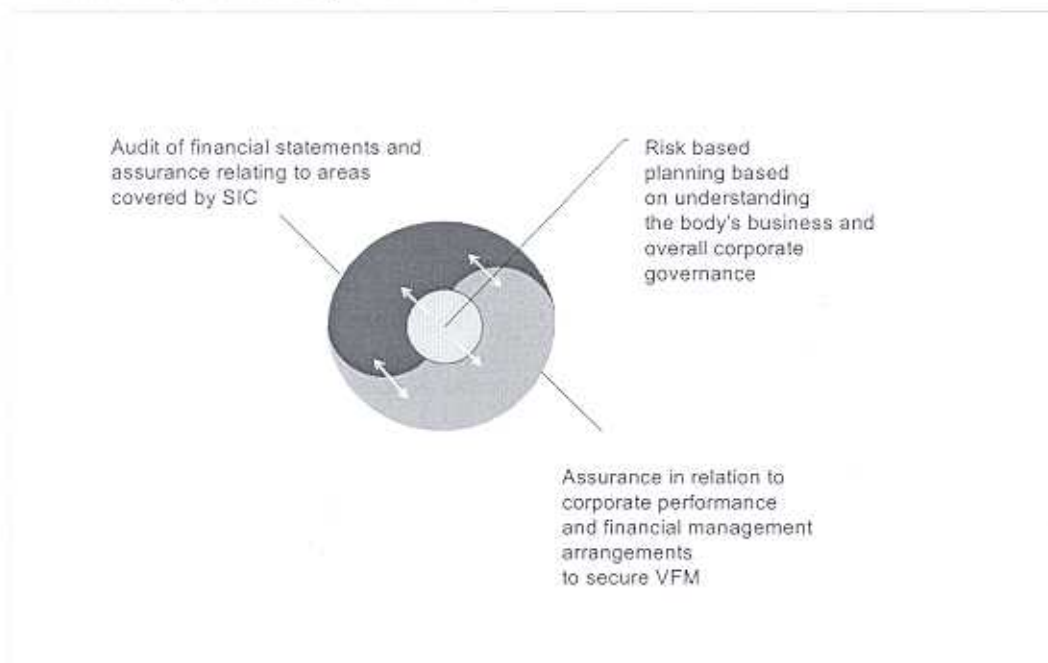 Audit of financial statements and
assurance relating to areas
covered by SIC
Risk based
planning based
on understanding
the body's business and
overall corporate
governance
Assurance in relation to
corporate performance
and financial management
arrangements
to secure VFM